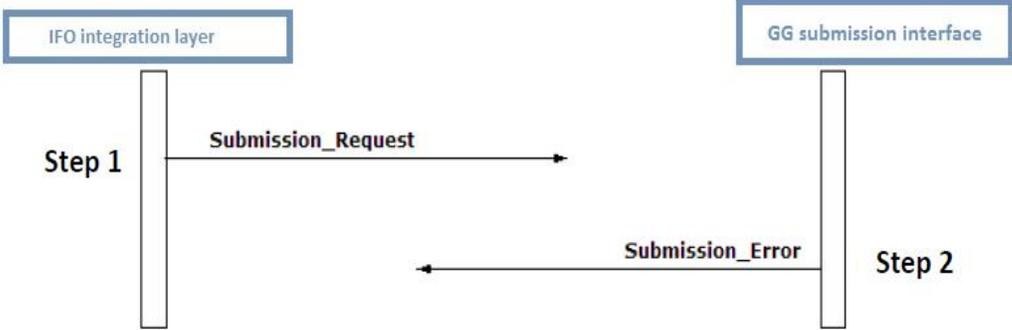 IFO integration layer
GG submission interface
Submission_Request
Step 1
Submission_Error
Step 2